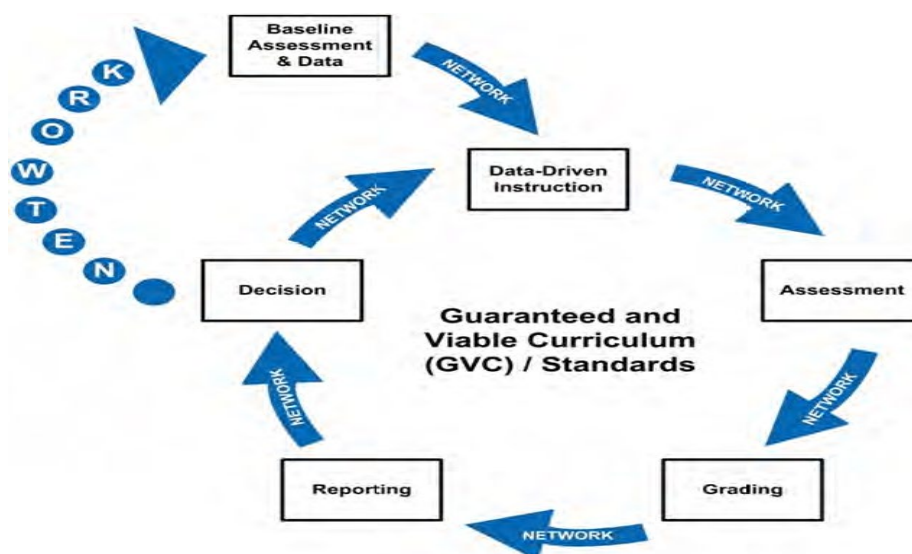 Baseline
Assessment
& Data
NETWORK
NETWORK
Data-Driven
Instruction
NETWORK
NETWORK
Decision
Assessment
Guaranteed and
Viable Curriculum
(GVC) / Standards
NETWORK
NETWORK
Reporting
Grading
NETWORK